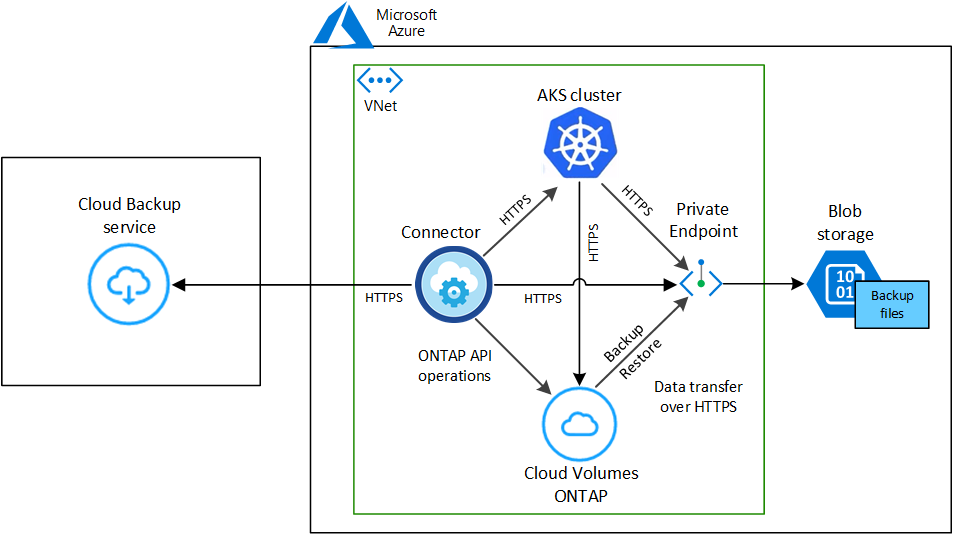 Microsoft
Azure
VNet
AKS cluster
Cloud Backup
service
Connector
HTTPS
HTTPS
HTTPS
Private
Endpoint
Blob
storage
10
01
Backup
files
HTTPS
HTTPS
ONTAP API
operations
Backup
Restore
Data transfer
over HTTPS
Cloud Volumes
ONTAP